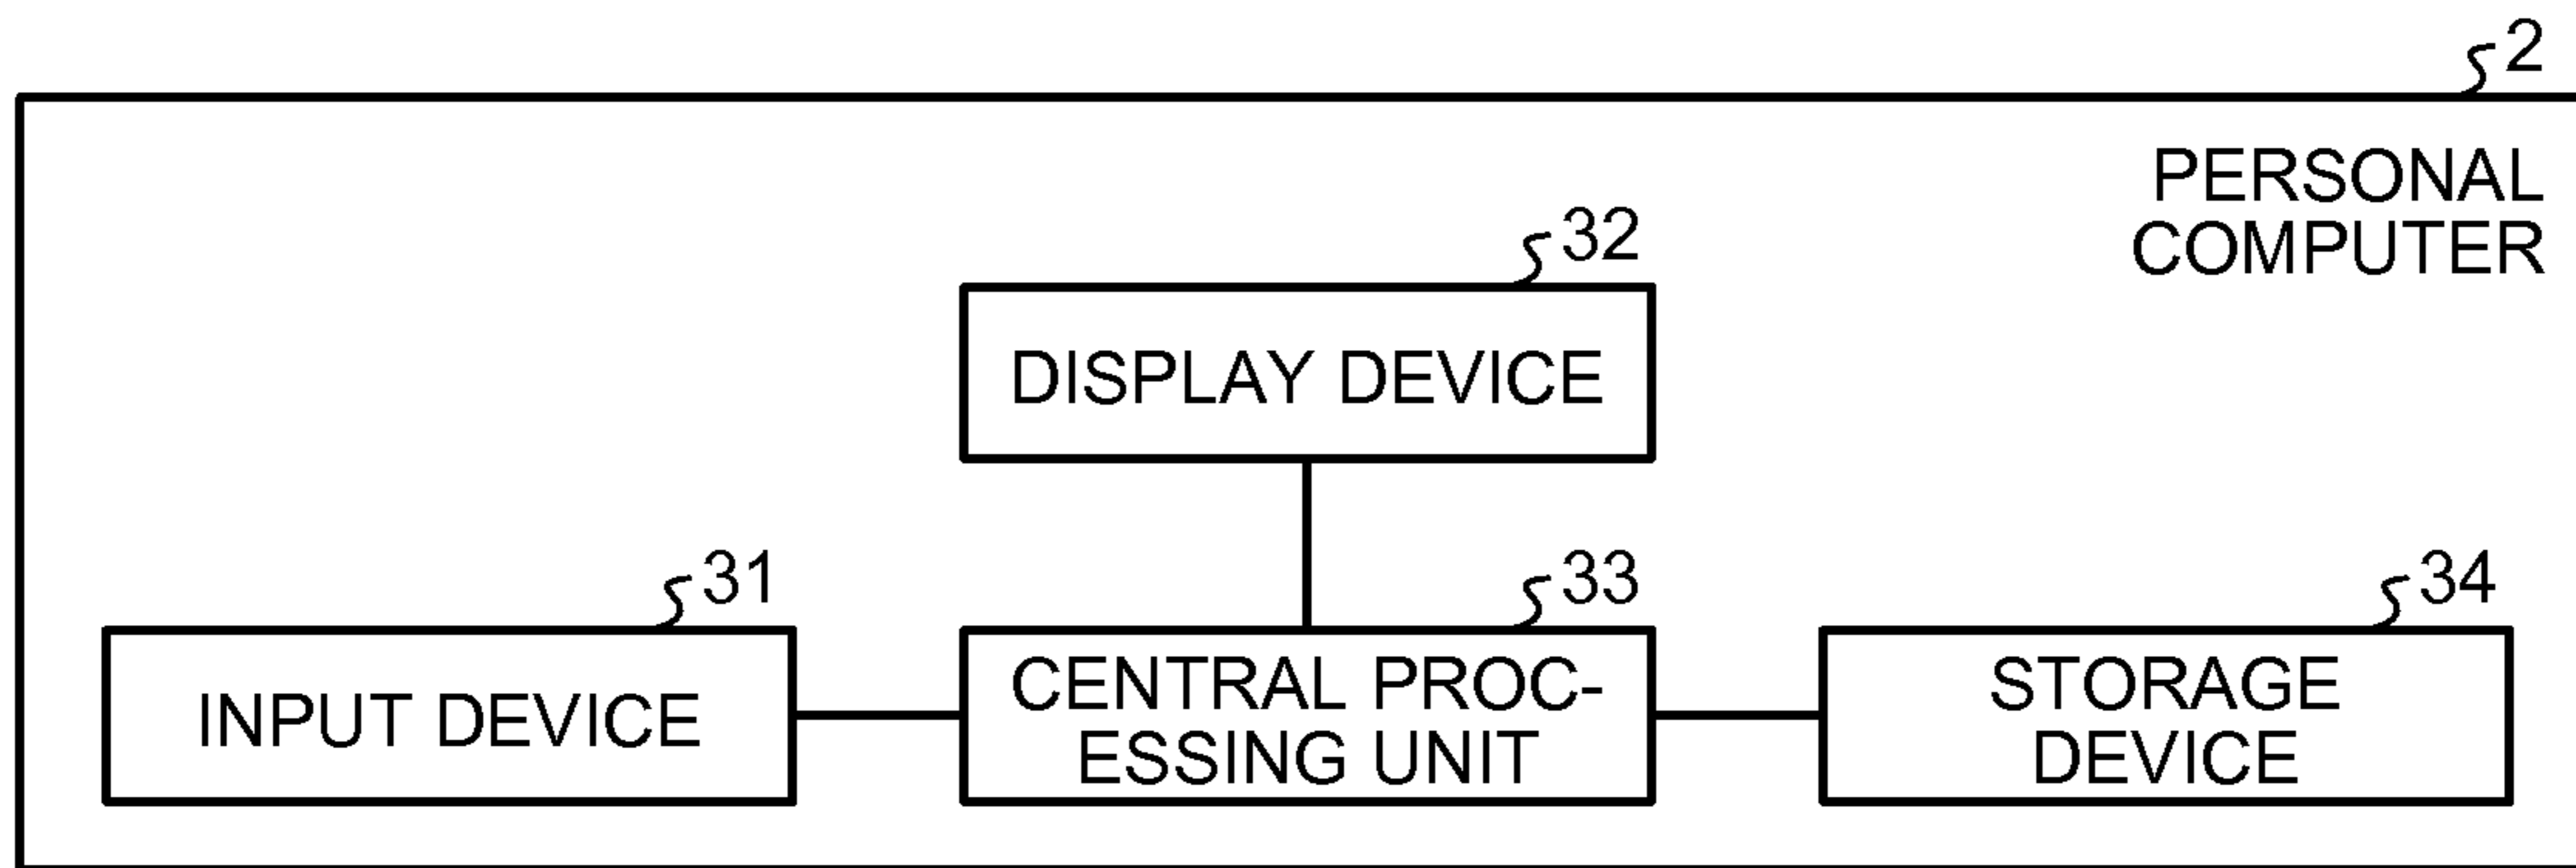 2
PERSONAL
COMPUTER
32
DISPLAY DEVICE
31
INPUT DEVICE
33
CENTRAL PROC-
ESSING UNIT
34
STORAGE
DEVICE